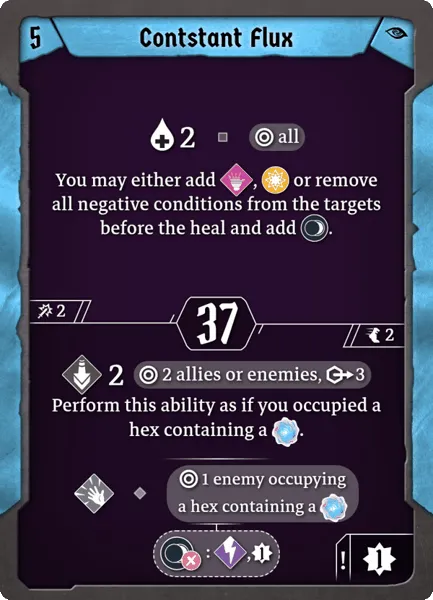 5 Contstant Flux
2 all
You may either add , or remove
all negative conditions from the targets
before the heal and add .
2
37
2
2 2 allies or enemies, 3
Perform this ability as if you occupied a
hex containing a .
1 enemy occupying
a hex containing a
: , 1
! 1